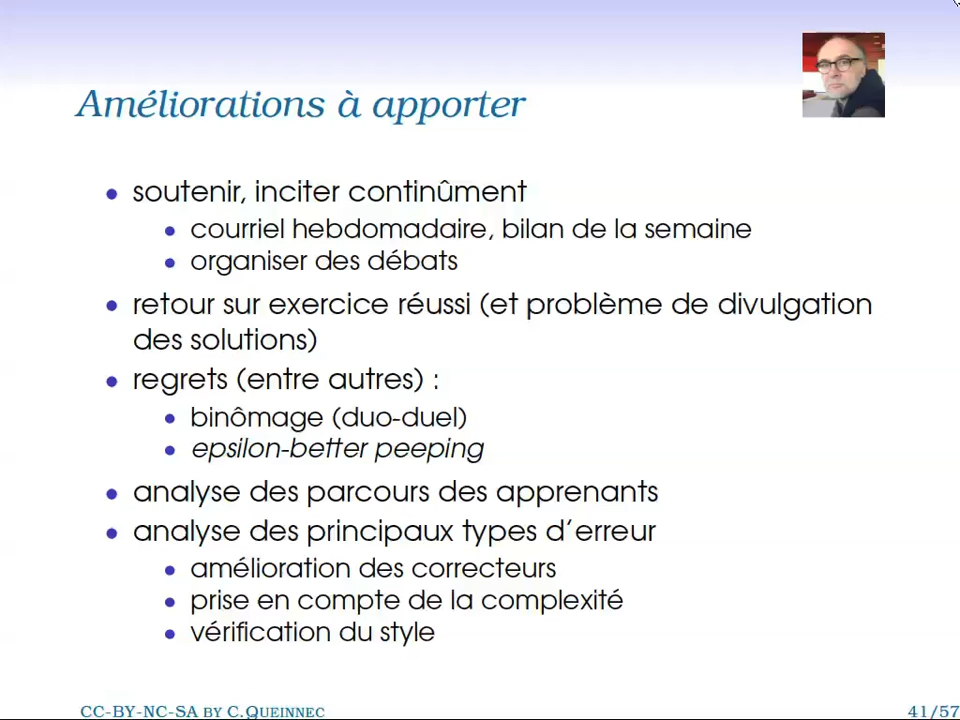 Améliorations à apporter
• soutenir, inciter continûment
• courriel hebdomadaire, bilan de la semaine
• organiser des débats
• retour sur exercice réussi (et problème de divulgation
des solutions)
• regrets (entre autres) :
• binômage (duo-duel)
• epsilon-better peeping
• analyse des parcours des apprenants
• analyse des principaux types d’erreur
• amélioration des correcteurs
• prise en compte de la complexité
• vérification du style
CC-BY-NC-SA BY C.QUEINNEC
41/57